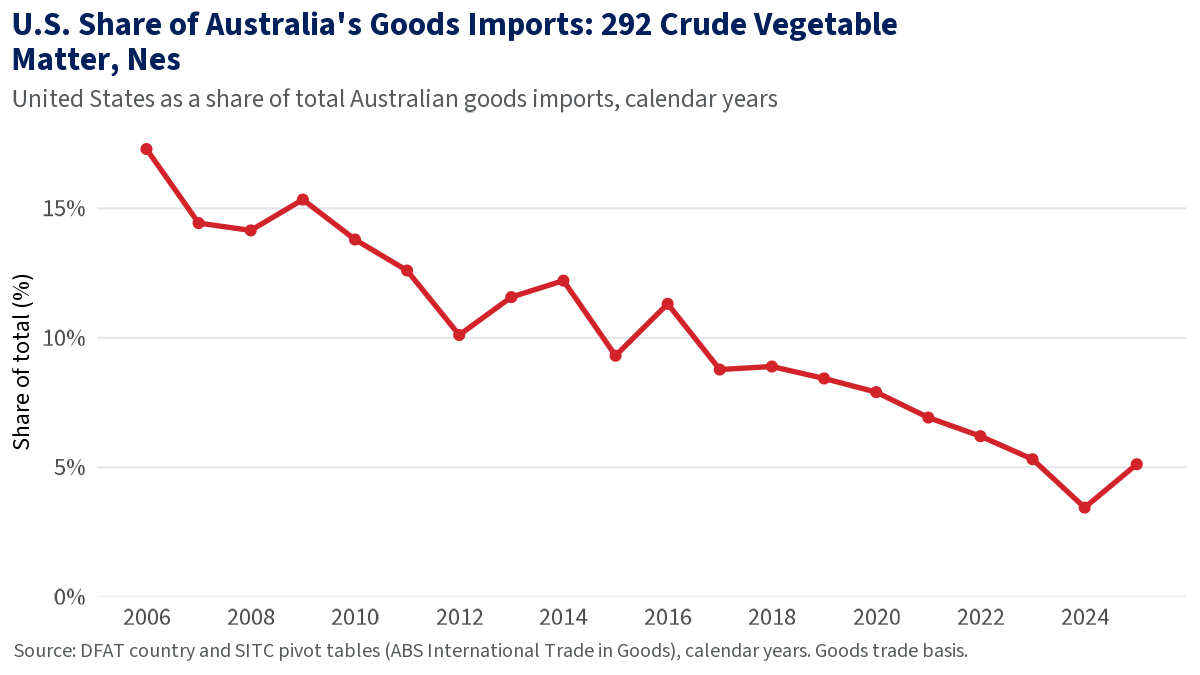 U.S. Share of Australia's Goods Imports: 292 Crude Vegetable
Matter, Nes
United States as a share of total Australian goods imports, calendar years
Share of total (%)
15%
10%
5%
0%
2006 2008 2010 2012 2014 2016 2018 2020 2022 2024
Source: DFAT country and SITC pivot tables (ABS International Trade in Goods), calendar years. Goods trade basis.